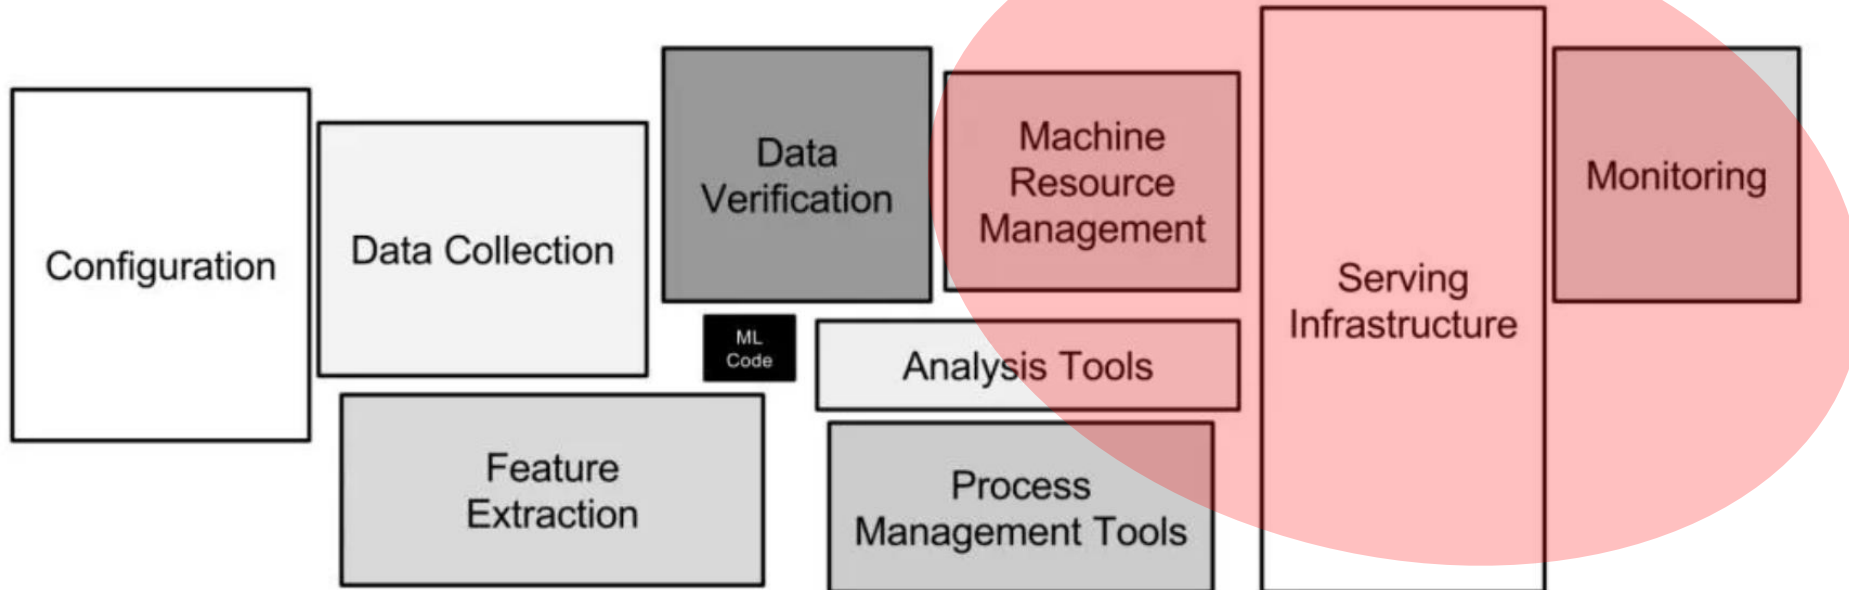 Configuration
Data Collection
Data
Verification
Machine
Resource
Management
Serving
Infrastructure
Monitoring
ML
Code
Analysis Tools
Feature
Extraction
Process
Management Tools